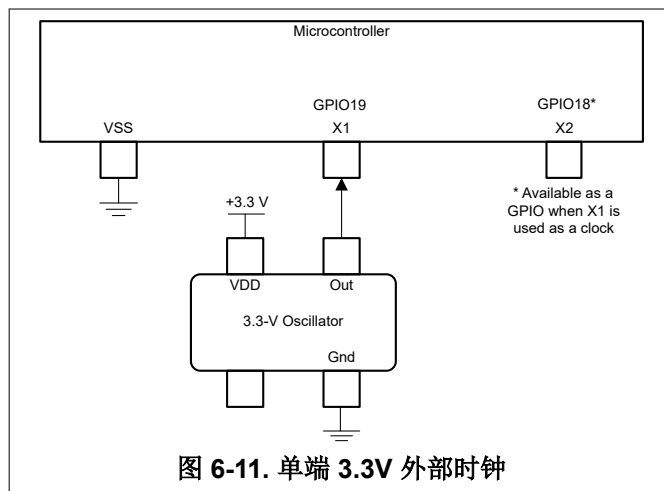 Microcontroller
GPIO19
GPIO18*
VSS
X1
X2
* Available as a
GPIO when X1 is
used as a clock
+3.3 V
VDD
Out
3.3-V Oscillator
Gnd
图 6-11. 单端 3.3V 外部时钟